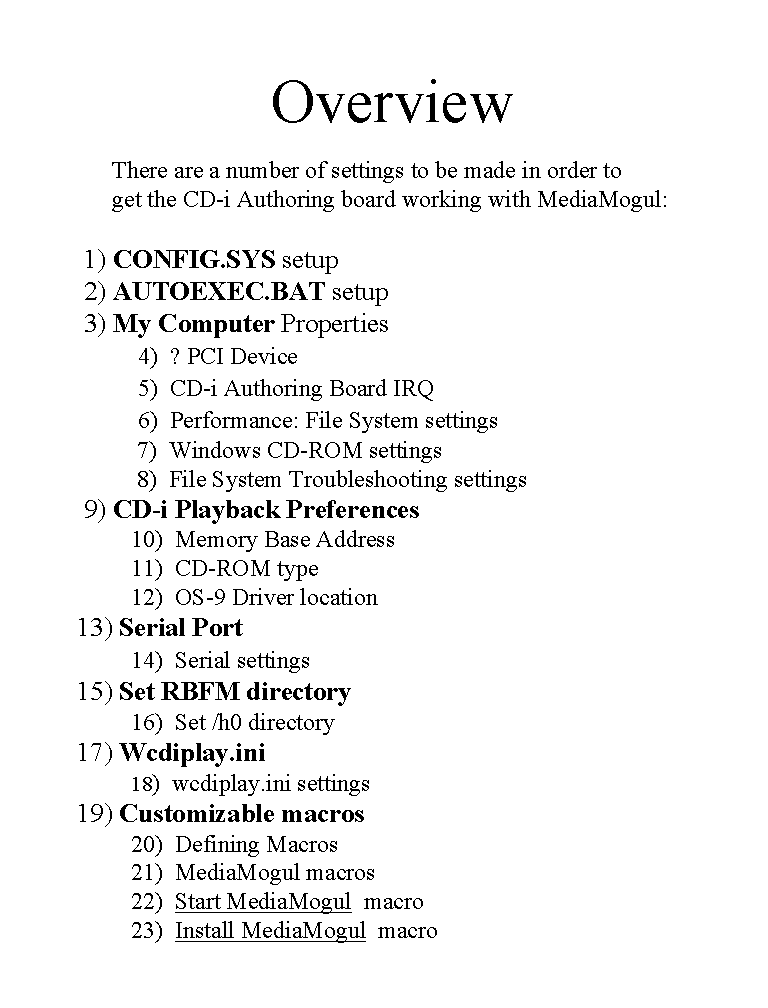 Overview
There are a number of settings to be made in order to
get the CD-i Authoring board working with MediaMogul:
1) CONFIG.SYS setup
2) AUTOEXEC.BAT setup
3) My Computer Properties
4) ? PCI Device
5) CD-i Authoring Board IRQ
6) Performance: File System settings
7) Windows CD-ROM settings
8) File System Troubleshooting settings
9) CD-i Playback Preferences
10) Memory Base Address
11) CD-ROM type
12) OS-9 Driver location
13) Serial Port
14) Serial settings
15) Set RBFM directory
16) Set /h0 directory
17) Wcdiplay.ini
18) wcdiplay.ini settings
19) Customizable macros
20) Defining Macros
21) MediaMogul macros
22) Start MediaMogul macro
23) Install MediaMogul macro